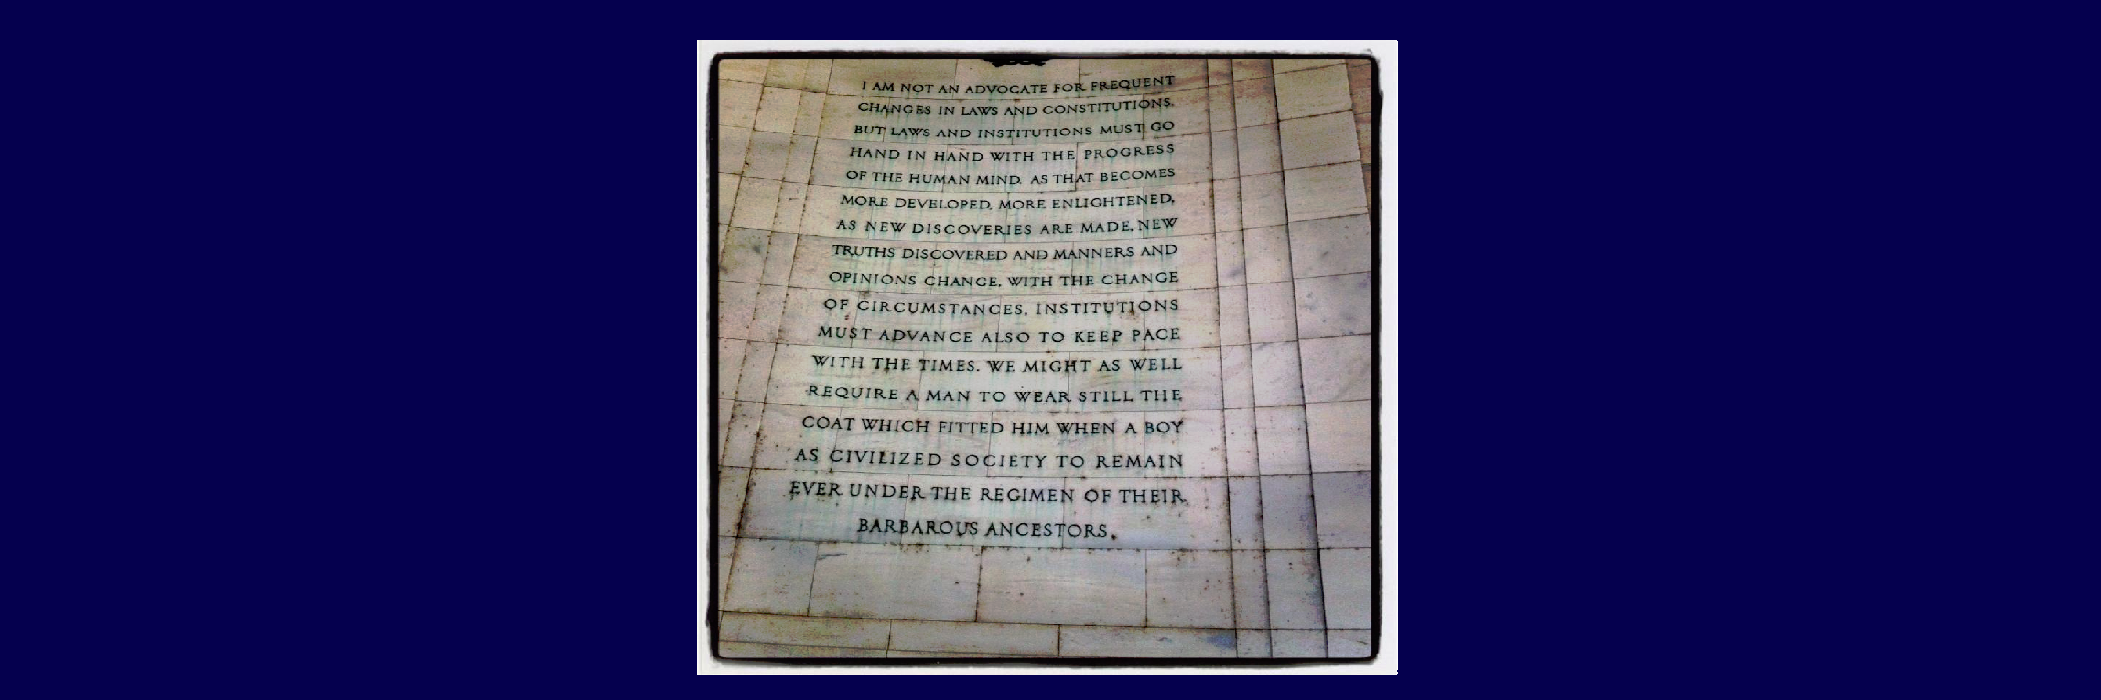 I AM NOT AN ADVOCATE FOR FREQUENT
CHANGES IN LAWS AND CONSTITUTIONS.
BUT LAWS AND INSTITUTIONS MUST GO
HAND IN HAND WITH THE PROGRESS
OF THE HUMAN MIND. AS THAT BECOMES
MORE DEVELOPED, MORE ENLIGHTENED,
AS NEW DISCOVERIES ARE MADE, NEW
TRUTHS DISCOVERED AND MANNERS AND
OPINIONS CHANGE, WITH THE CHANGE
OF CIRCUMSTANCES, INSTITUTIONS
MUST ADVANCE ALSO TO KEEP PACE
WITH THE TIMES. WE MIGHT AS WELL
REQUIRE A MAN TO WEAR STILL THE
COAT WHICH FITTED HIM WHEN A BOY
AS CIVILIZED SOCIETY TO REMAIN
EVER UNDER THE REGIMEN OF THEIR
BARBAROUS ANCESTORS.